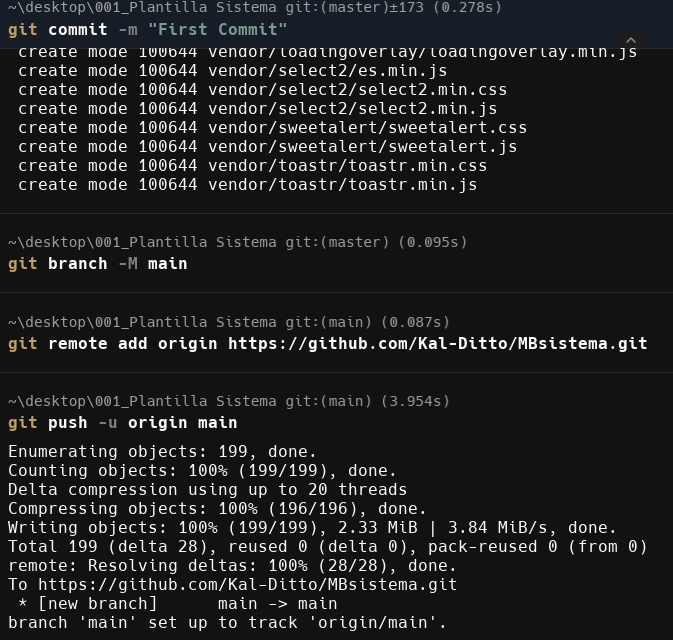 ~\desktop\001_Plantilla Sistema git:(master)±173 (0.278s)
git commit -m "First Commit"
create mode 100644 vendor/loadingoverlay/loadingoverlay.min.js
create mode 100644 vendor/select2/es.min.js
create mode 100644 vendor/select2/select2.min.css
create mode 100644 vendor/select2/select2.min.js
create mode 100644 vendor/sweetalert/sweetalert.css
create mode 100644 vendor/sweetalert/sweetalert.js
create mode 100644 vendor/toastr/toastr.min.css
create mode 100644 vendor/toastr/toastr.min.js
~\desktop\001_Plantilla Sistema git:(master) (0.095s)
git branch -M main
~\desktop\001_Plantilla Sistema git:(main) (0.087s)
git remote add origin https://github.com/Kal-Ditto/MBsistema.git
~\desktop\001_Plantilla Sistema git:(main) (3.954s)
git push -u origin main
Enumerating objects: 199, done.
Counting objects: 100% (199/199), done.
Delta compression using up to 20 threads
Compressing objects: 100% (196/196), done.
Writing objects: 100% (199/199), 2.33 MiB | 3.84 MiB/s, done.
Total 199 (delta 28), reused 0 (delta 0), pack-reused 0 (from 0)
remote: Resolving deltas: 100% (28/28), done.
To https://github.com/Kal-Ditto/MBsistema.git
 * [new branch]      main -> main
branch 'main' set up to track 'origin/main'.